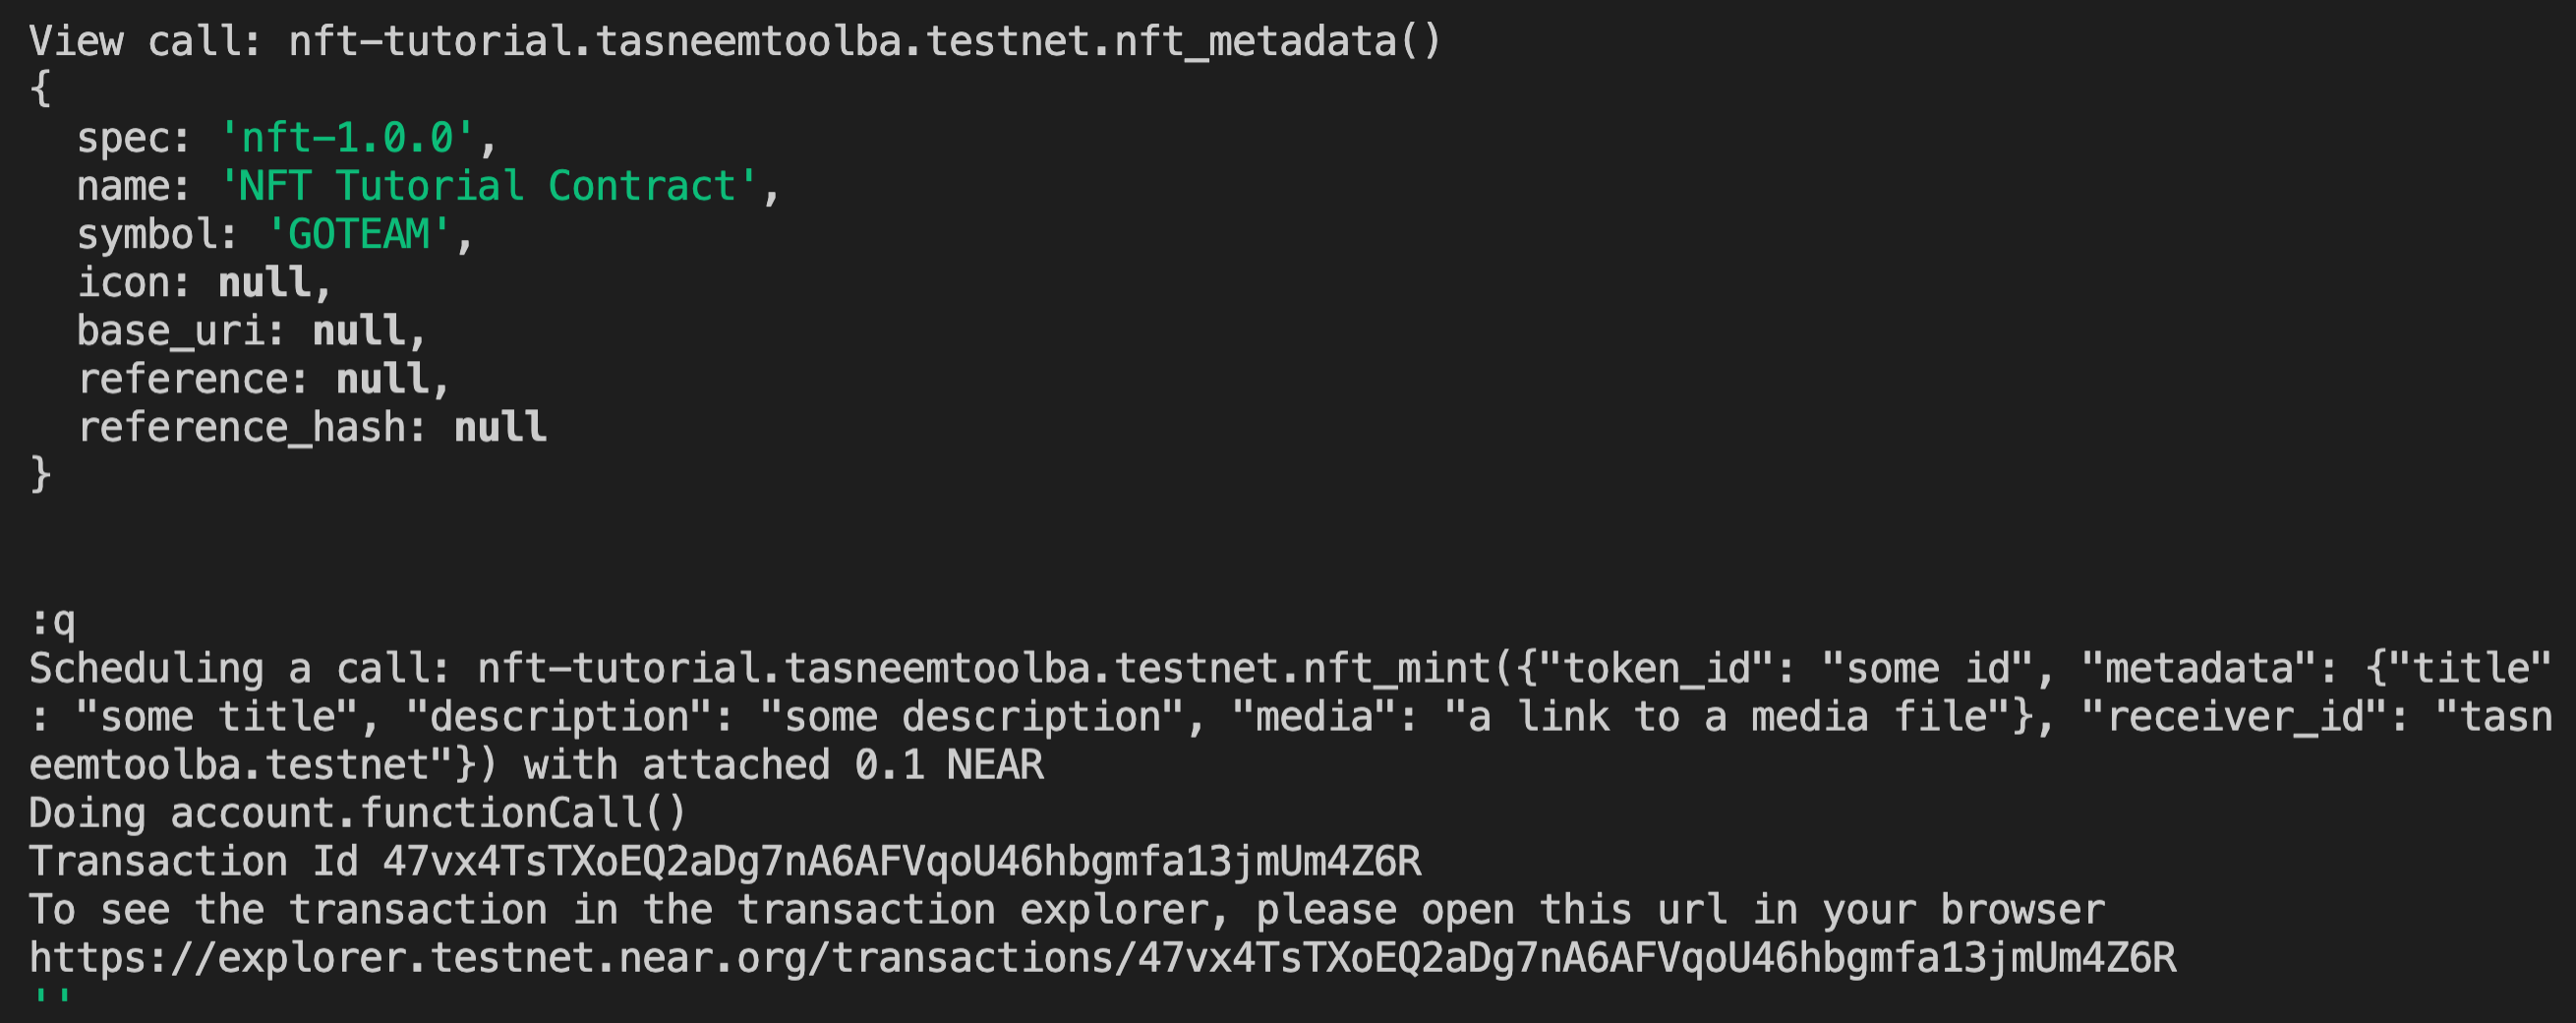 View call: nft-tutorial.tasneemtoolba.testnet.nft_metadata()
{
  spec: 'nft-1.0.0',
  name: 'NFT Tutorial Contract',
  symbol: 'GOTEAM',
  icon: null,
  base_uri: null,
  reference: null,
  reference_hash: null
}
:q
Scheduling a call: nft-tutorial.tasneemtoolba.testnet.nft_mint({"token_id": "some id", "metadata": {"title"
: "some title", "description": "some description", "media": "a link to a media file"}, "receiver_id": "tasn
eemtoolba.testnet"}) with attached 0.1 NEAR
Doing account.functionCall()
Transaction Id 47vx4TsTXoEQ2aDg7nA6AFVqoU46hbgmfa13jmUm4Z6R
To see the transaction in the transaction explorer, please open this url in your browser
https://explorer.testnet.near.org/transactions/47vx4TsTXoEQ2aDg7nA6AFVqoU46hbgmfa13jmUm4Z6R
''